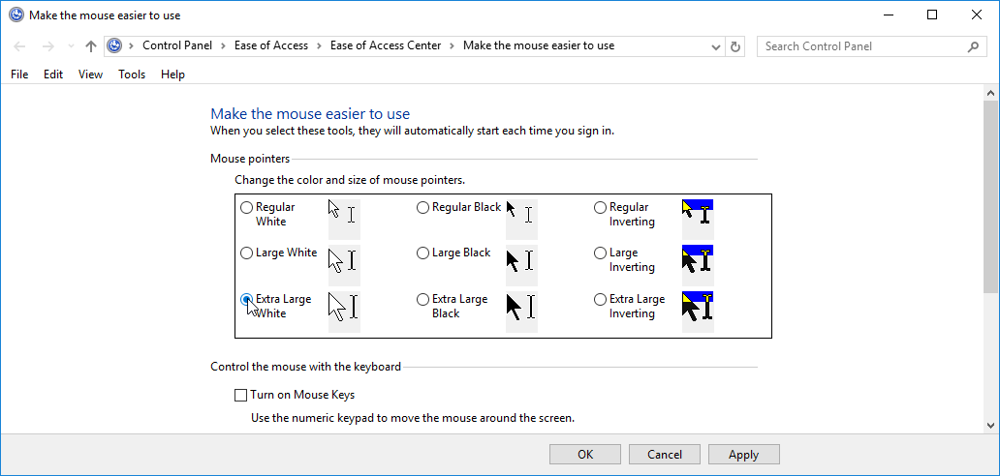 Make the mouse easier to use
Control Panel > Ease of Access > Ease of Access Center > Make the mouse easier to use
Search Control Panel
File Edit View Tools Help
Make the mouse easier to use
When you select these tools, they will automatically start each time you sign in.
Mouse pointers
Change the color and size of mouse pointers.
Regular White
Regular Black
Regular Inverting
Large White
Large Black
Large Inverting
Extra Large White
Extra Large Black
Extra Large Inverting
Control the mouse with the keyboard
Turn on Mouse Keys
Use the numeric keypad to move the mouse around the screen.
OK Cancel Apply